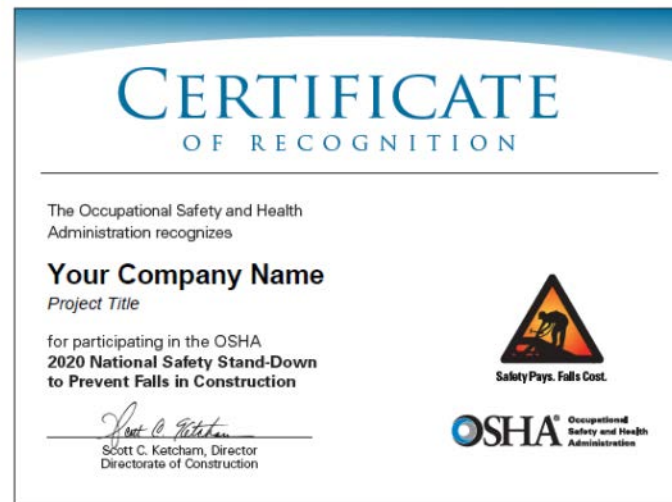 CERTIFICATE
OF RECOGNITION
The Occupational Safety and Health
Administration recognizes
Your Company Name
Project Title
for participating in the OSHA
2020 National Safety Stand-Down
to Prevent Falls in Construction
Scott C. Ketcham
Scott C. Ketcham, Director
Directorate of Construction
Safety Pays. Falls Cost.
OSHA®
Occupational
Safety and Health
Administration